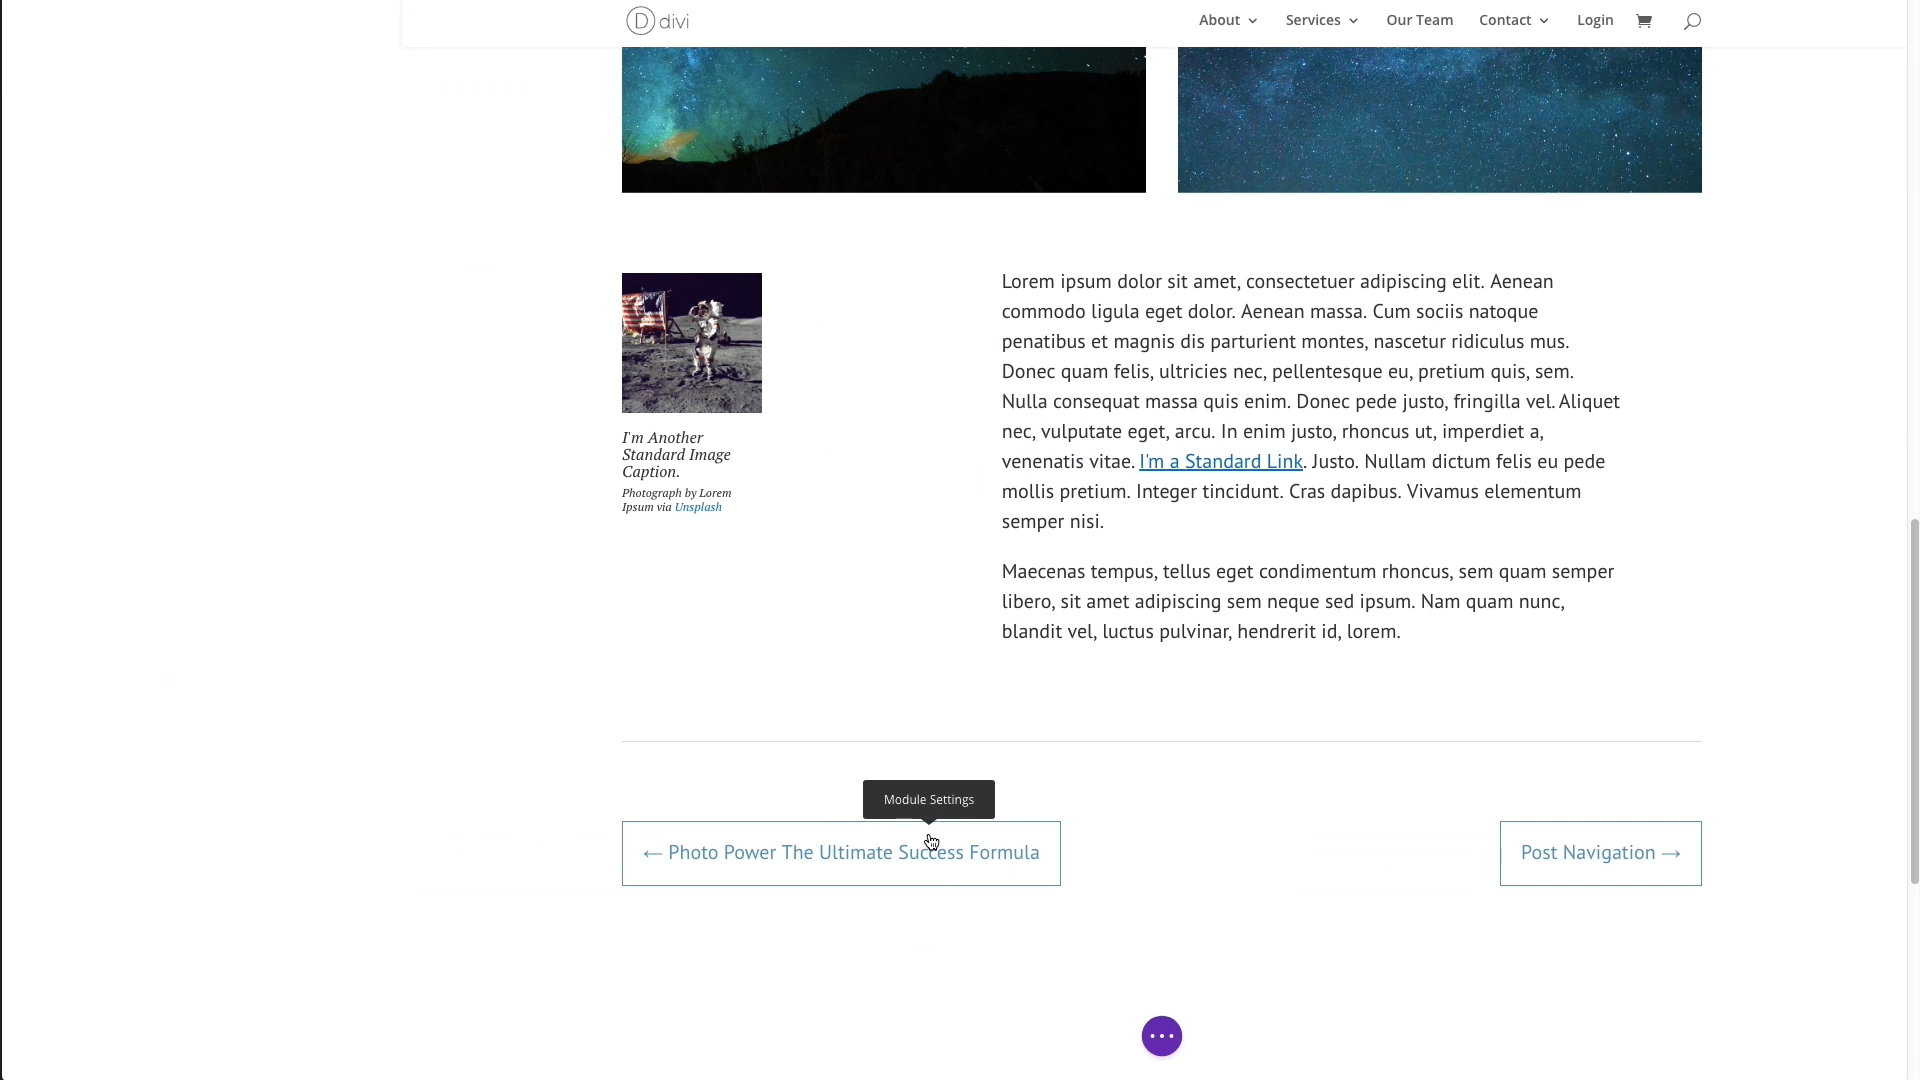 D divi
About
Services
Our Team
Contact
Login
Lorem ipsum dolor sit amet, consectetuer adipiscing elit. Aenean
commodo ligula eget dolor. Aenean massa. Cum sociis natoque
penatibus et magnis dis parturient montes, nascetur ridiculus mus.
Donec quam felis, ultricies nec, pellentesque eu, pretium quis, sem.
Nulla consequat massa quis enim. Donec pede justo, fringilla vel. Aliquet
nec, vulputate eget, arcu. In enim justo, rhoncus ut, imperdiet a,
venenatis vitae. I'm a Standard Link. Justo. Nullam dictum felis eu pede
mollis pretium. Integer tincidunt. Cras dapibus. Vivamus elementum
semper nisi.
Maecenas tempus, tellus eget condimentum rhoncus, sem quam semper
libero, sit amet adipiscing sem neque sed ipsum. Nam quam nunc,
blandit vel, luctus pulvinar, hendrerit id, lorem.
I'm Another
Standard Image
Caption.
Photograph by Lorem
Ipsum via Unsplash
Module Settings
← Photo Power The Ultimate Success Formula
Post Navigation →